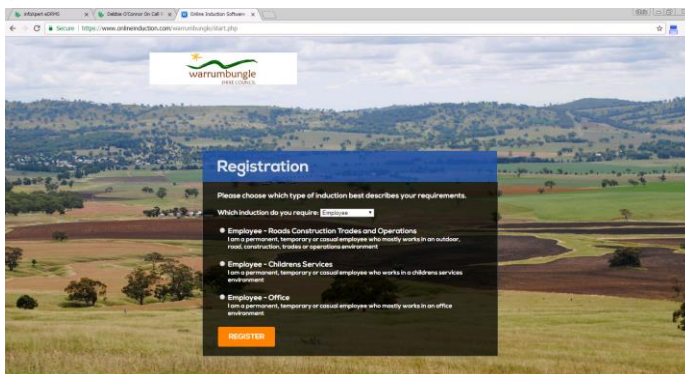 infoXpert eDRMS
Debbie O'Connor On Call
Online Induction Software
Secure
https://www.onlineinduction.com/warrumbungle/start.php
warrumbungle
SHIRE COUNCIL
Registration
Please choose which type of induction best describes your requirements.
Which induction do you require: Employee
Employee - Roads Construction Trades and Operations
I am a permanent, temporary or casual employee who mostly works in an outdoor,
road, construction, trades or operations environment
Employee - Childrens Services
I am a permanent, temporary or casual employee who works in a childrens services
environment
Employee - Office
I am a permanent, temporary or casual employee who mostly works in an office
environment
REGISTER